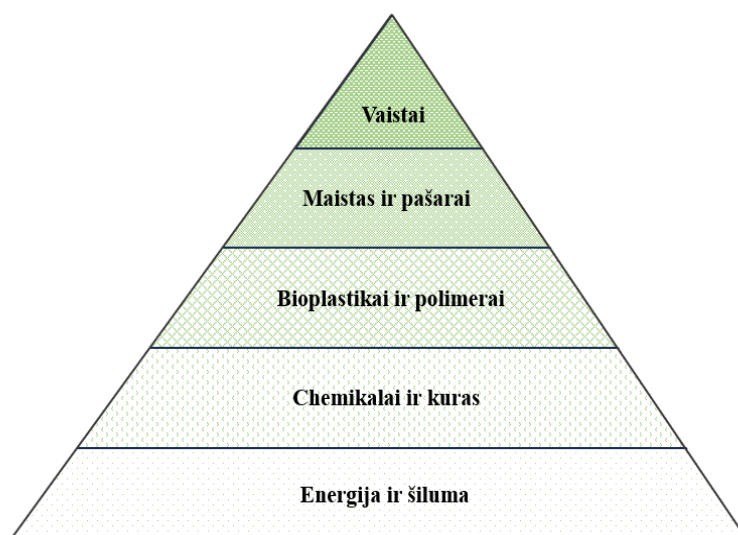 Vaistai
Maistas ir pašarai
Bioplastikai ir polimerai
Chemikalai ir kuras
Energija ir šiluma